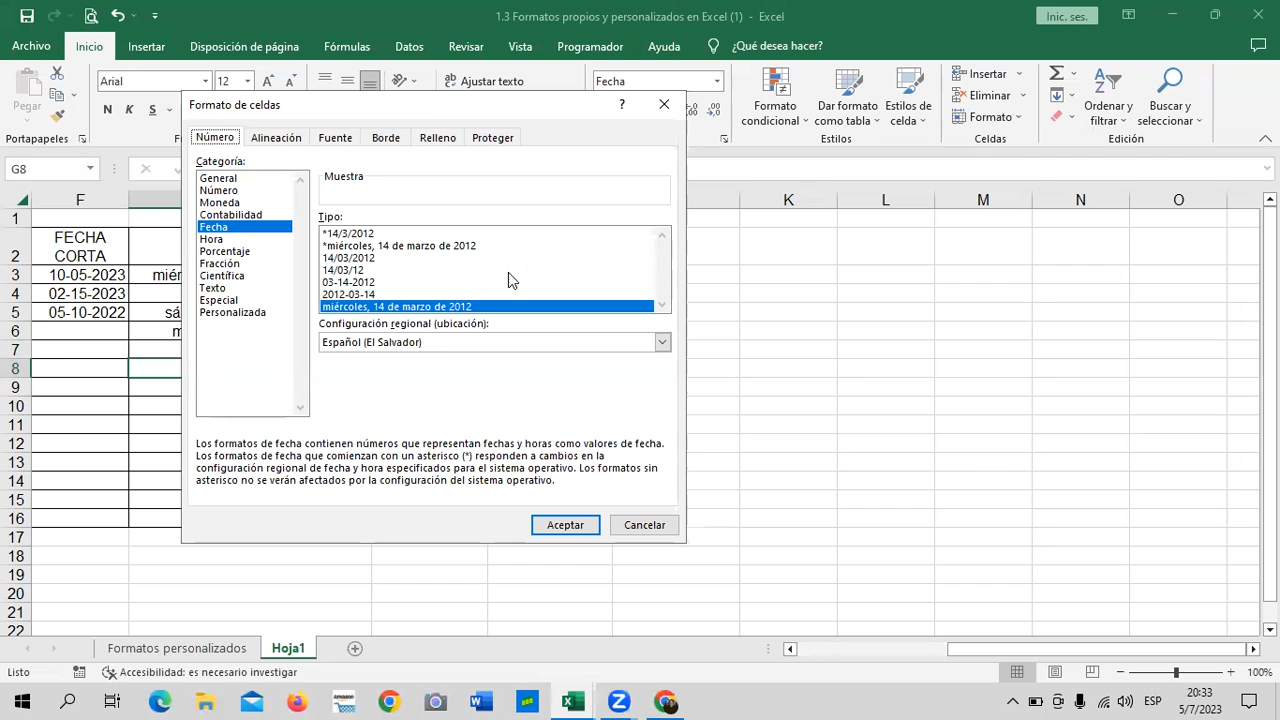 1.3 Formatos propios y personalizados en Excel (1) - Excel
Inic. ses.
Archivo Inicio Insertar Disposición de página Fórmulas Datos Revisar Vista Programador Ayuda ¿Qué desea hacer?
Pegar
Portapapeles
Arial 12
N K S
Ajustar texto
Fecha
Formato condicional
Dar formato como tabla
Estilos de celda
Estilos
Insertar
Eliminar
Formato
Celdas
Ordenar y filtrar
Buscar y seleccionar
Edición
G8
Formato de celdas ?
Número Alineación Fuente Borde Relleno Proteger
Categoría:
General
Número
Moneda
Contabilidad
Fecha
Hora
Porcentaje
Fracción
Científica
Texto
Especial
Personalizada
Muestra
Tipo:
*14/3/2012
*miércoles, 14 de marzo de 2012
14/03/2012
14/03/12
03-14-2012
2012-03-14
miércoles, 14 de marzo de 2012
Configuración regional (ubicación):
Español (El Salvador)
Los formatos de fecha contienen números que representan fechas y horas como valores de fecha.
Los formatos de fecha que comienzan con un asterisco (*) responden a cambios en la
configuración regional de fecha y hora especificados para el sistema operativo. Los formatos sin
asterisco no se verán afectados por la configuración del sistema operativo.
Aceptar Cancelar
F K L M N O
1
2 FECHA CORTA
3 10-05-2023 miér
4 02-15-2023
5 05-10-2022 sá
6 m
7
8
9
10
11
12
13
14
15
16
17
18
19
20
21
22
Formatos personalizados Hoja1
Listo Accesibilidad: es necesario investigar 100%
ESP
20:33
5/7/2023